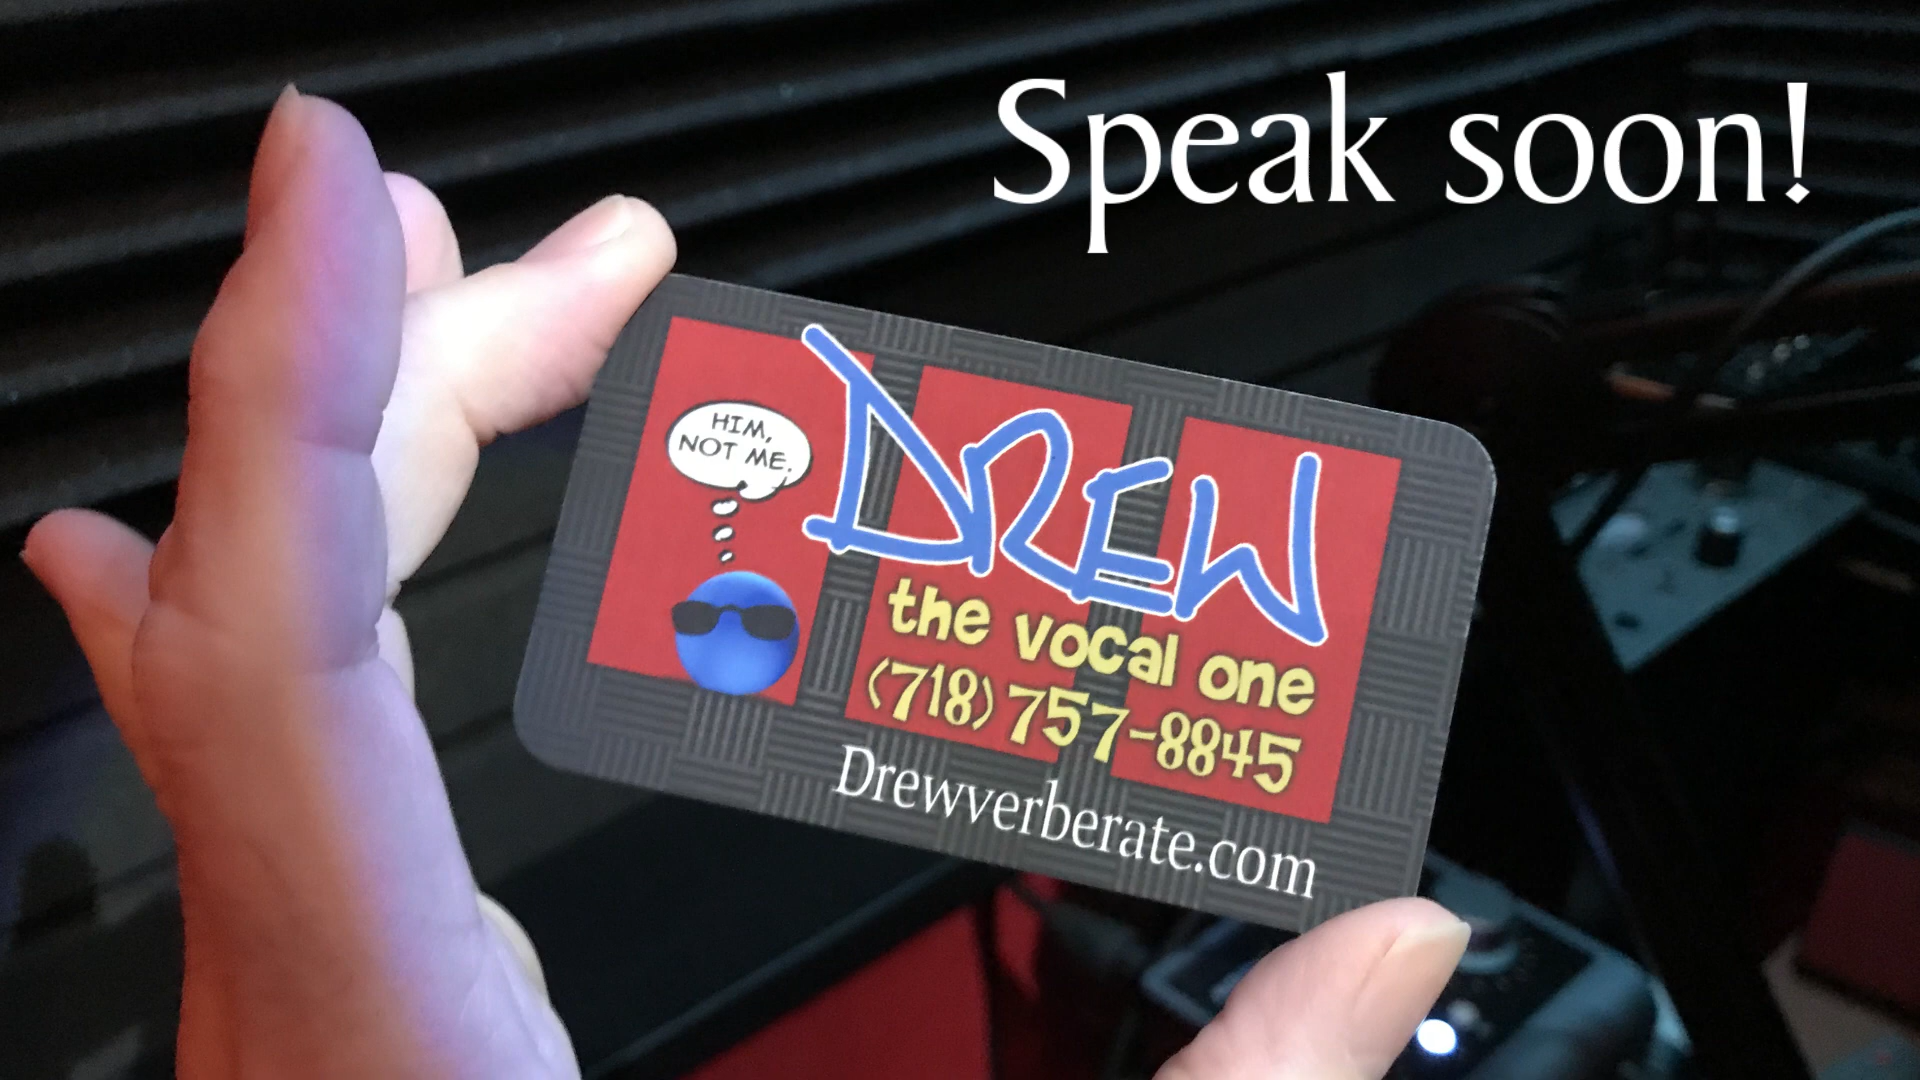 Speak soon!
HIM,
NOT ME.
DREW
the vocal one
(718) 757-8845
Drewverberate.com